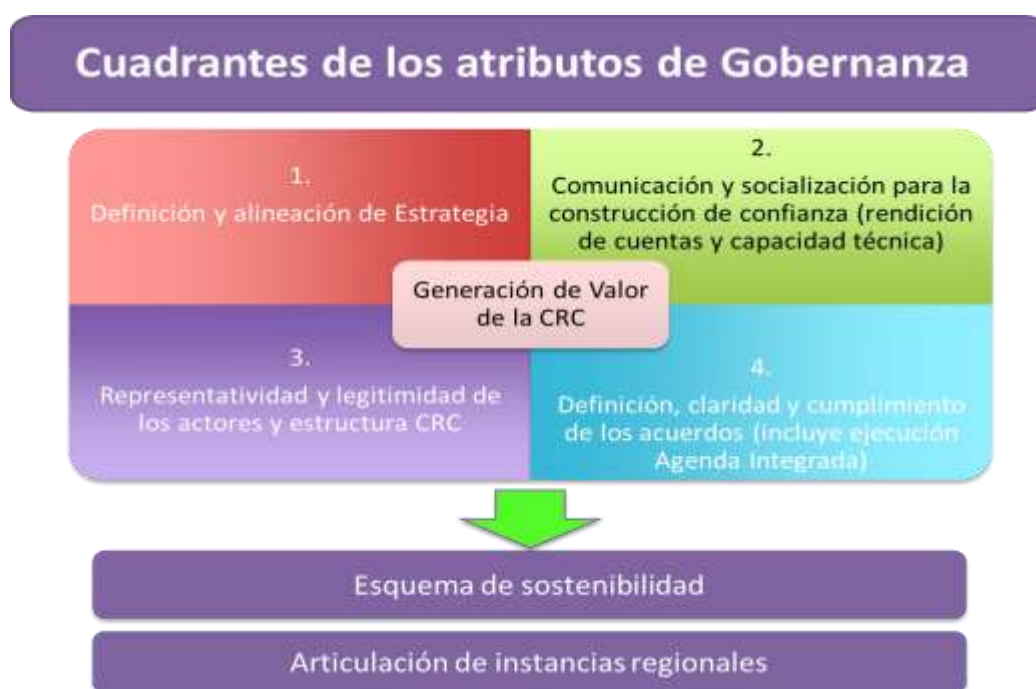 Cuadrantes de los atributos de Gobernanza
1.
Definición y alineación de Estrategia
2.
Comunicación y socialización para la
construcción de confianza (rendición
de cuentas y capacidad técnica)
Generación de Valor
de la CRC
3.
Representatividad y legitimidad de
los actores y estructura CRC
4.
Definición, claridad y cumplimiento
de los acuerdos (incluye ejecución
Agenda Integrada)
Esquema de sostenibilidad
Articulación de instancias regionales